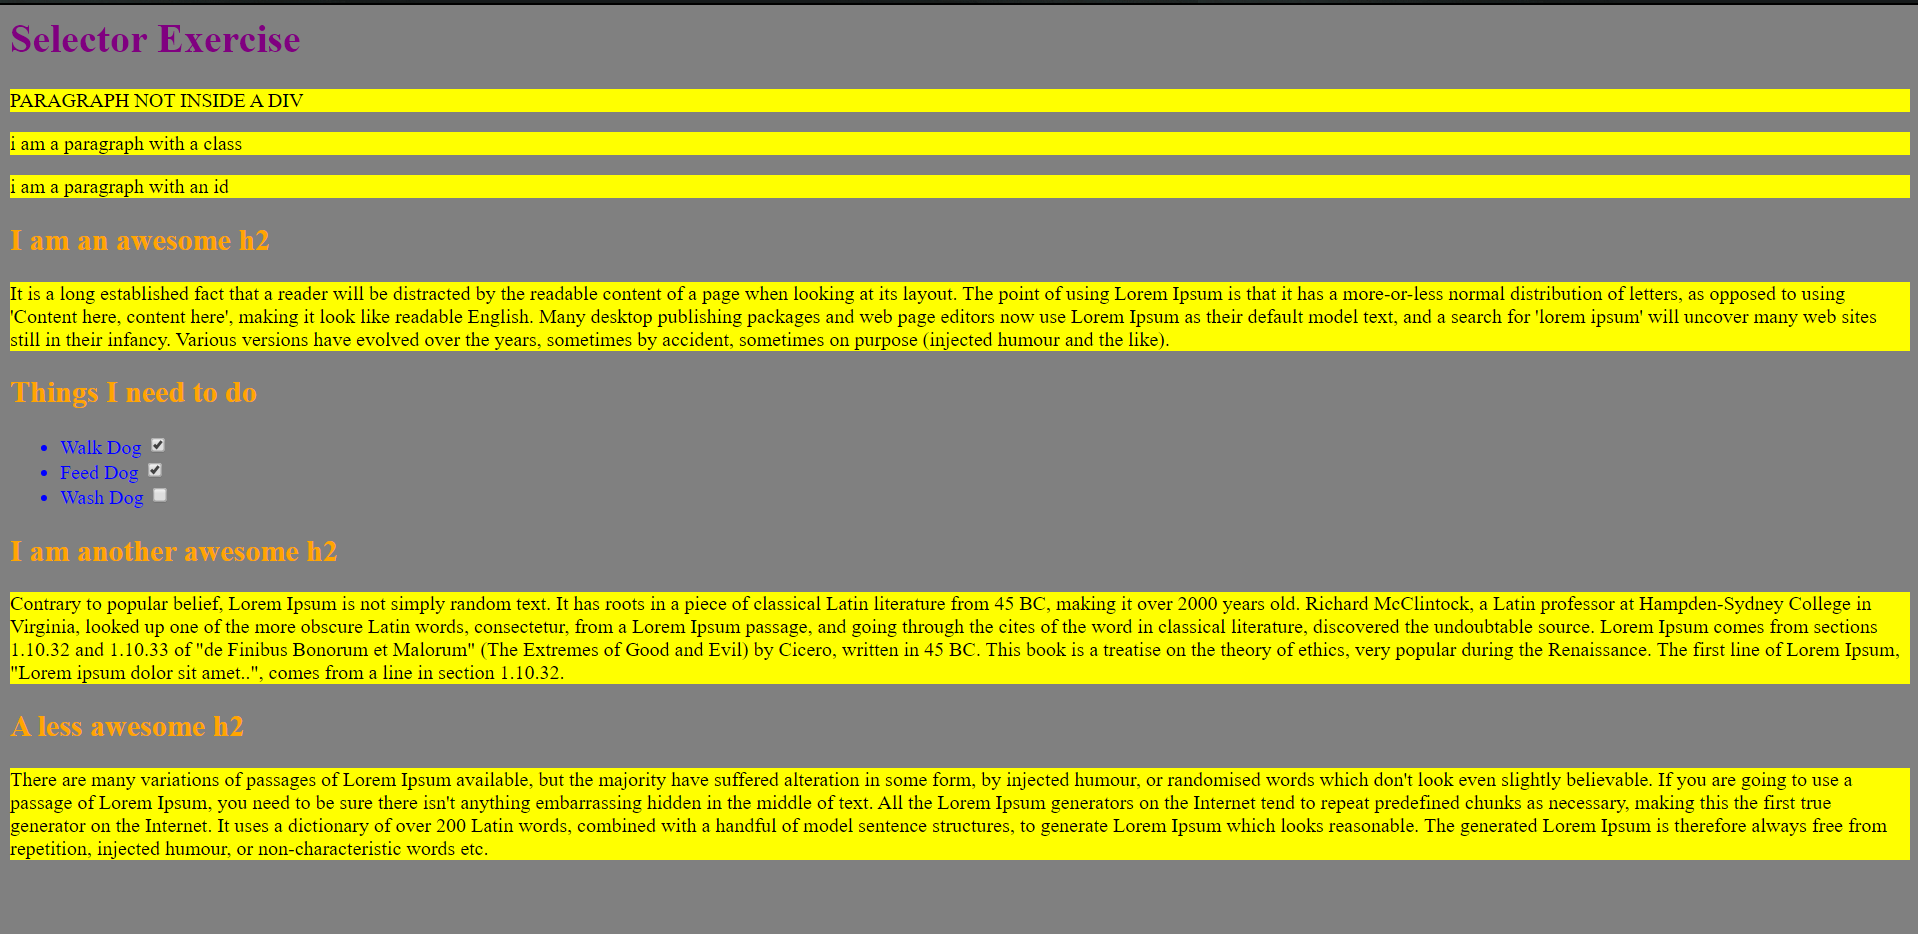 Selector Exercise
PARAGRAPH NOT INSIDE A DIV
i am a paragraph with a class
i am a paragraph with an id
I am an awesome h2
It is a long established fact that a reader will be distracted by the readable content of a page when looking at its layout. The point of using Lorem Ipsum is that it has a more-or-less normal distribution of letters, as opposed to using
'Content here, content here', making it look like readable English. Many desktop publishing packages and web page editors now use Lorem Ipsum as their default model text, and a search for 'lorem ipsum' will uncover many web sites
still in their infancy. Various versions have evolved over the years, sometimes by accident, sometimes on purpose (injected humour and the like).
Things I need to do
Walk Dog
Feed Dog
Wash Dog
I am another awesome h2
Contrary to popular belief, Lorem Ipsum is not simply random text. It has roots in a piece of classical Latin literature from 45 BC, making it over 2000 years old. Richard McClintock, a Latin professor at Hampden-Sydney College in
Virginia, looked up one of the more obscure Latin words, consectetur, from a Lorem Ipsum passage, and going through the cites of the word in classical literature, discovered the undoubtable source. Lorem Ipsum comes from sections
1.10.32 and 1.10.33 of "de Finibus Bonorum et Malorum" (The Extremes of Good and Evil) by Cicero, written in 45 BC. This book is a treatise on the theory of ethics, very popular during the Renaissance. The first line of Lorem Ipsum,
"Lorem ipsum dolor sit amet..", comes from a line in section 1.10.32.
A less awesome h2
There are many variations of passages of Lorem Ipsum available, but the majority have suffered alteration in some form, by injected humour, or randomised words which don't look even slightly believable. If you are going to use a
passage of Lorem Ipsum, you need to be sure there isn't anything embarrassing hidden in the middle of text. All the Lorem Ipsum generators on the Internet tend to repeat predefined chunks as necessary, making this the first true
generator on the Internet. It uses a dictionary of over 200 Latin words, combined with a handful of model sentence structures, to generate Lorem Ipsum which looks reasonable. The generated Lorem Ipsum is therefore always free from
repetition, injected humour, or non-characteristic words etc.